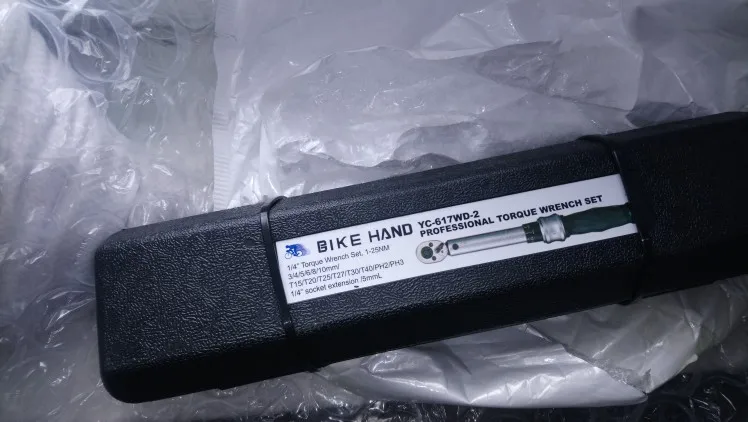 BIKE HAND YC-617WD-2
PROFESSIONAL TORQUE WRENCH SET
1/4" Torque Wrench Set, 1-25NM
3/4/5/6/8/10mm/
T15/T20/T25/T27/T30/T40/PH2/PH3
1/4" socket extension /5mmL